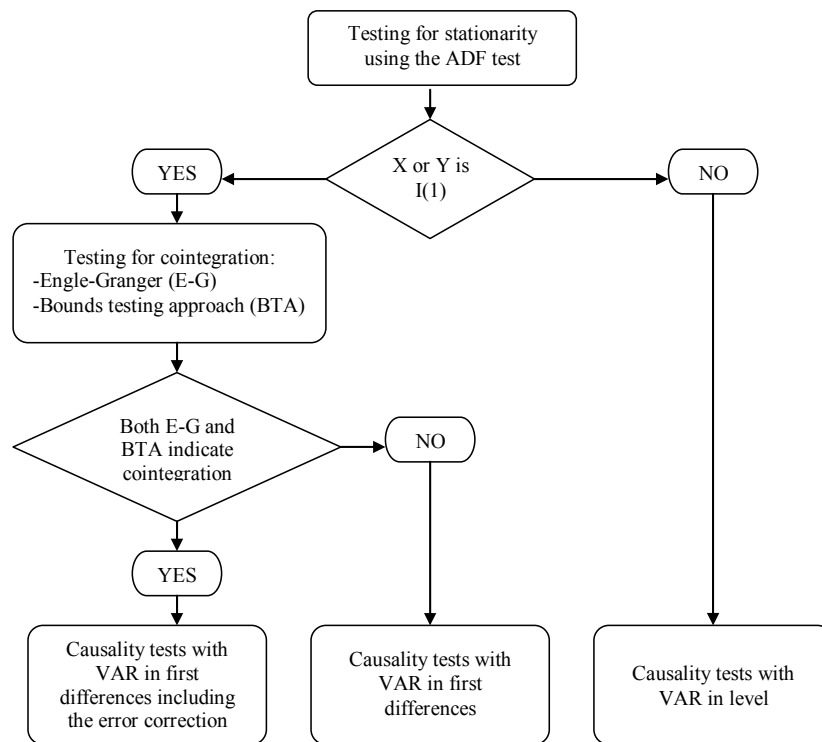 Testing for stationarity
using the ADF test
X or Y is
I(1)
YES
NO
Testing for cointegration:
-Engle-Granger (E-G)
-Bounds testing approach (BTA)
Both E-G and
BTA indicate
cointegration
NO
YES
Causality tests with
VAR in first
differences including
the error correction
Causality tests with
VAR in first
differences
Causality tests with
VAR in level